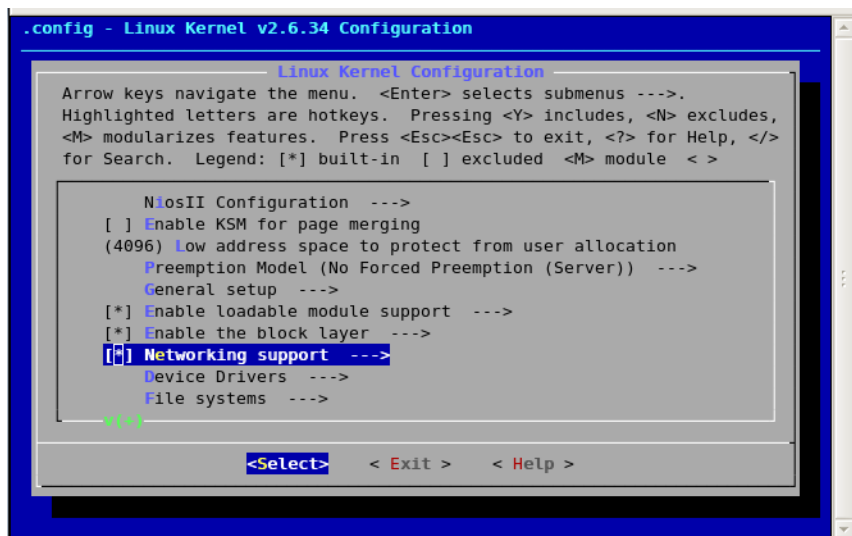 .config - Linux Kernel v2.6.34 Configuration
Linux Kernel Configuration
Arrow keys navigate the menu.  <Enter> selects submenus --->.
Highlighted letters are hotkeys.  Pressing <Y> includes, <N> excludes,
<M> modularizes features.  Press <Esc><Esc> to exit, <?> for Help, </>
for Search.  Legend: [*] built-in  [ ] excluded  <M> module  < >
NiosII Configuration  --->
[ ] Enable KSM for page merging
(4096) Low address space to protect from user allocation
Preemption Model (No Forced Preemption (Server))  --->
General setup  --->
[*] Enable loadable module support  --->
[*] Enable the block layer  --->
[*] Networking support  --->
Device Drivers  --->
File systems  --->
v(+)
<Select>    < Exit >    < Help >